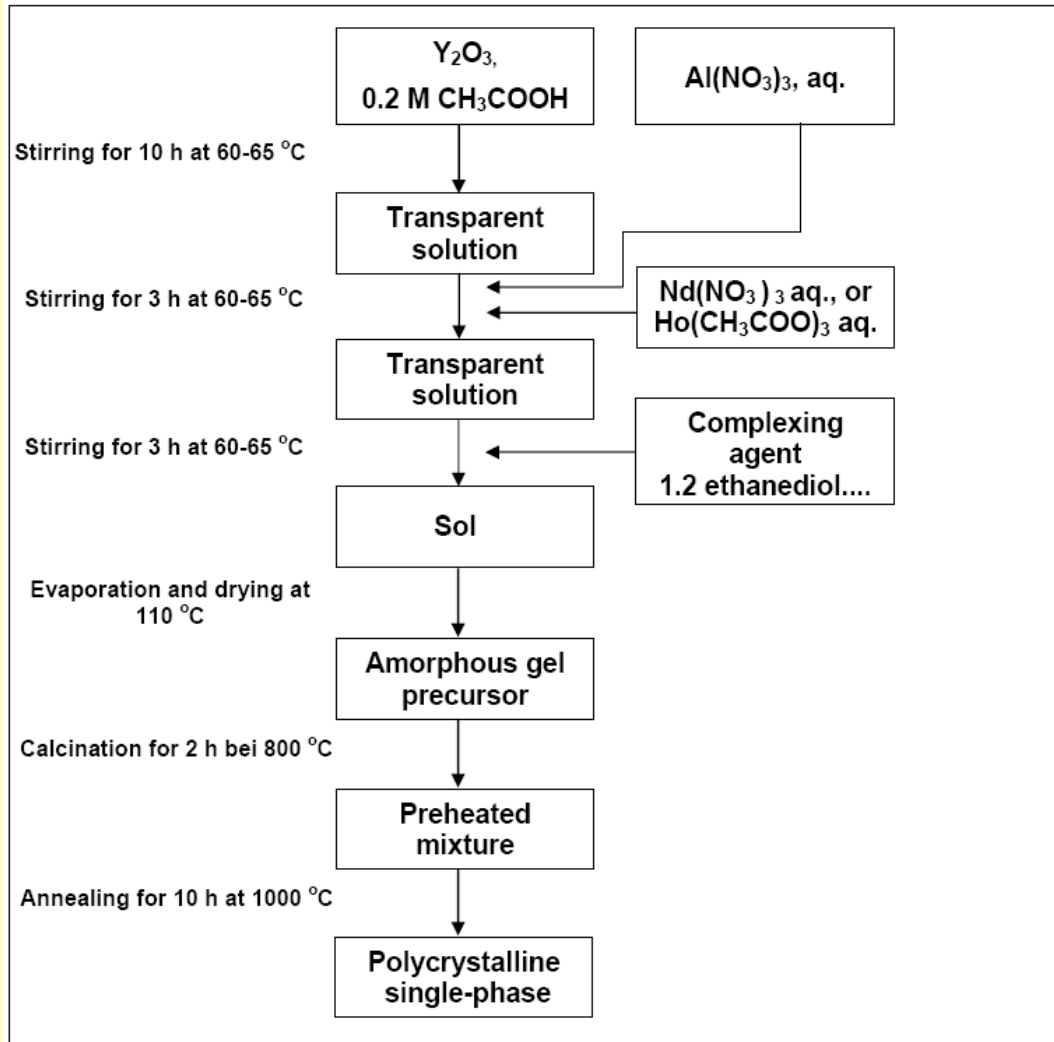 Y₂O₃,
0.2 M CH₃COOH
Al(NO₃)₃, aq.
Stirring for 10 h at 60-65 °C
Transparent
solution
Stirring for 3 h at 60-65 °C
Nd(NO₃ ) ₃ aq., or
Ho(CH₃COO)₃ aq.
Transparent
solution
Stirring for 3 h at 60-65 °C
Complexing
agent
1.2 ethanediol....
Sol
Evaporation and drying at
110 °C
Amorphous gel
precursor
Calcination for 2 h bei 800 °C
Preheated
mixture
Annealing for 10 h at 1000 °C
Polycrystalline
single-phase